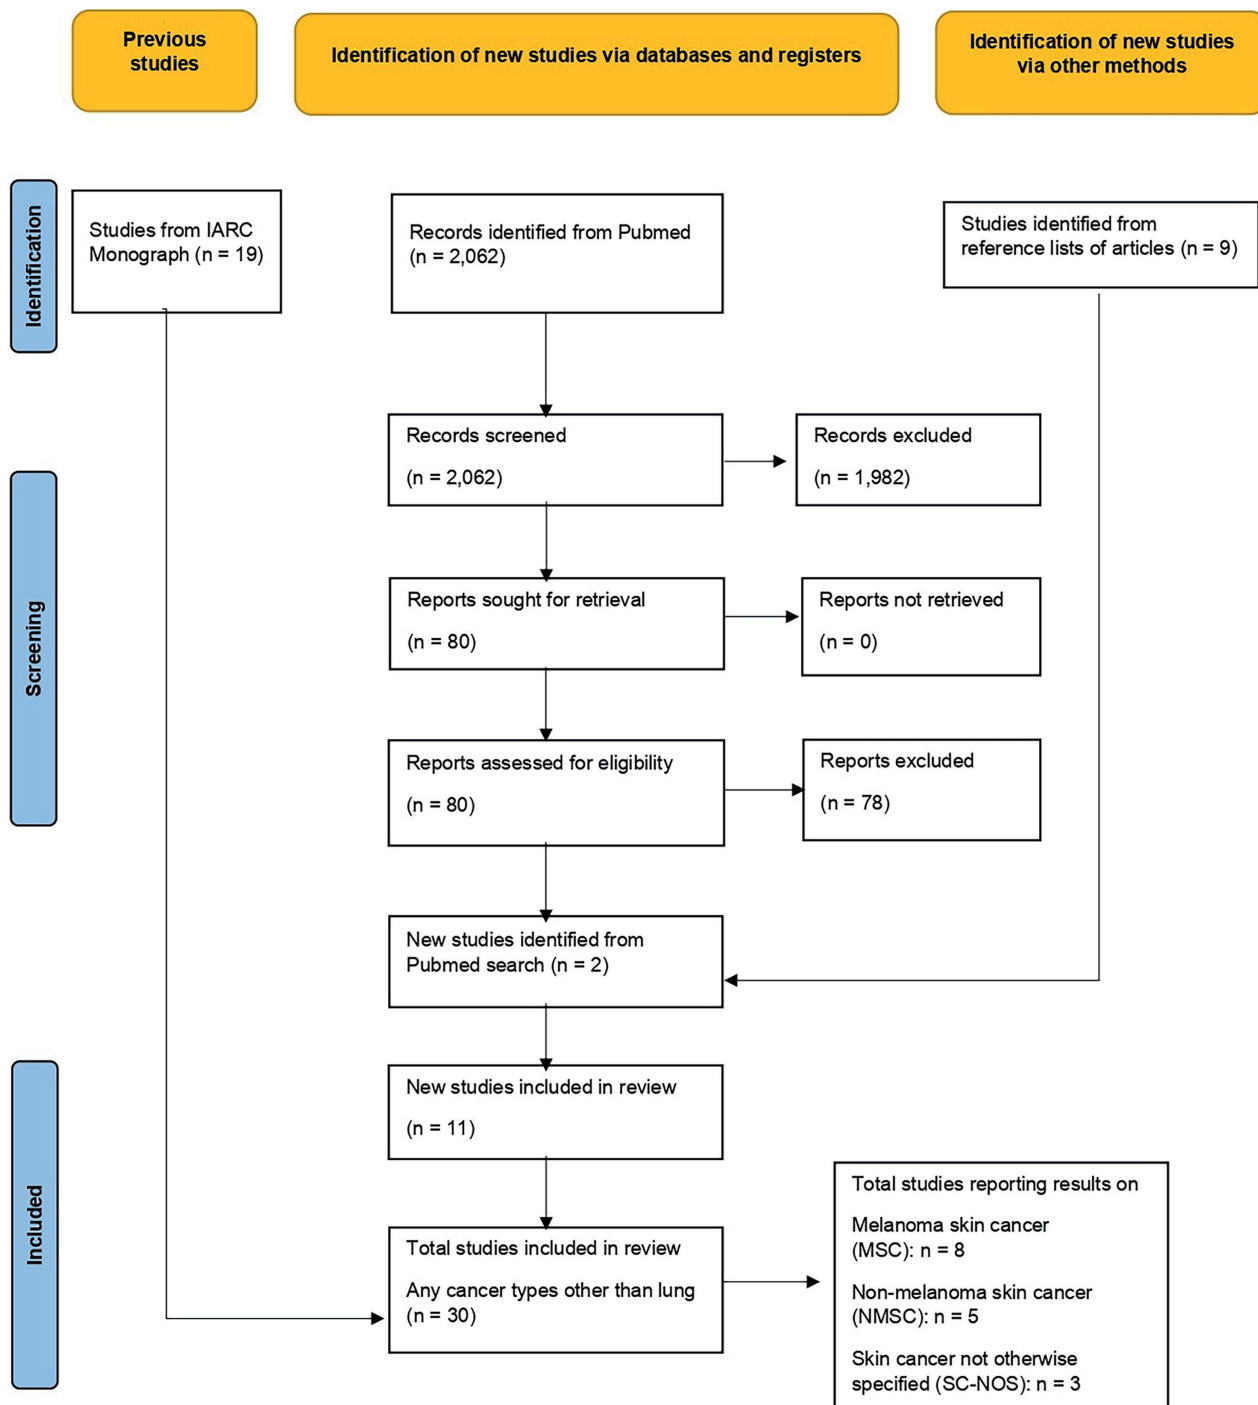 Previous
studies
Identification of new studies via databases and registers
Identification of new studies
via other methods
Identification
Studies from IARC
Monograph (n = 19)
Records identified from Pubmed
(n = 2,062)
Studies identified from
reference lists of articles (n = 9)
Screening
Records screened
(n = 2,062)
Records excluded
(n = 1,982)
Reports sought for retrieval
(n = 80)
Reports not retrieved
(n = 0)
Reports assessed for eligibility
(n = 80)
Reports excluded
(n = 78)
New studies identified from
Pubmed search (n = 2)
Included
New studies included in review
(n = 11)
Total studies included in review
Any cancer types other than lung
(n = 30)
Total studies reporting results on
Melanoma skin cancer
(MSC): n = 8
Non-melanoma skin cancer
(NMSC): n = 5
Skin cancer not otherwise
specified (SC-NOS): n = 3